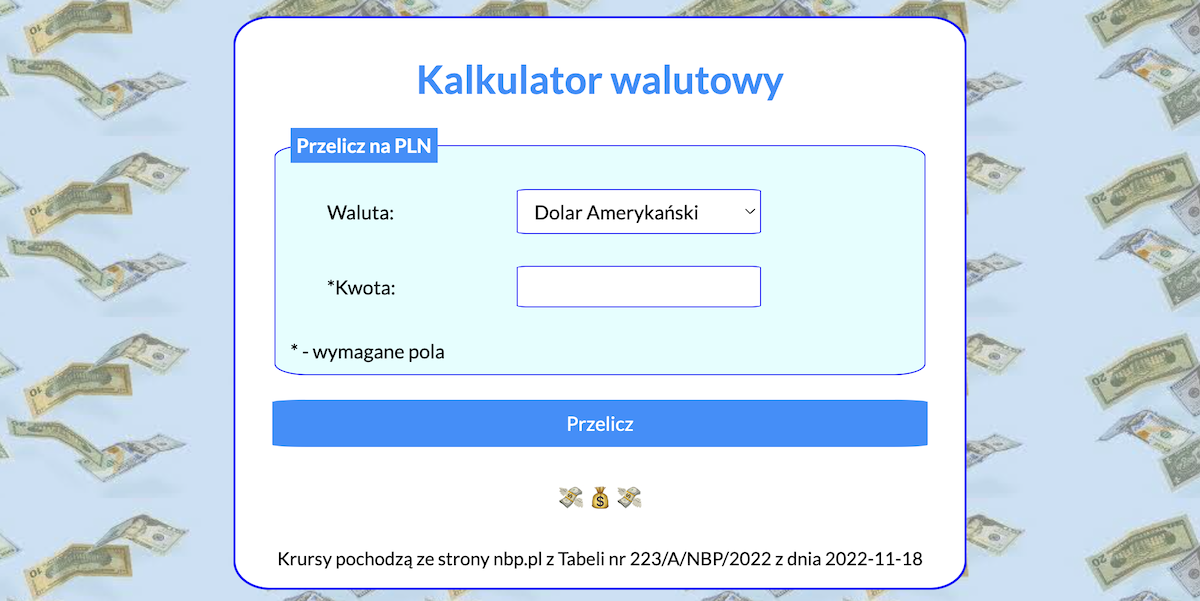 Kalkulator walutowy
Przelicz na PLN
Waluta:
Dolar Amerykański
*Kwota:
* - wymagane pola
Przelicz
Krursy pochodzą ze strony nbp.pl z Tabeli nr 223/A/NBP/2022 z dnia 2022-11-18